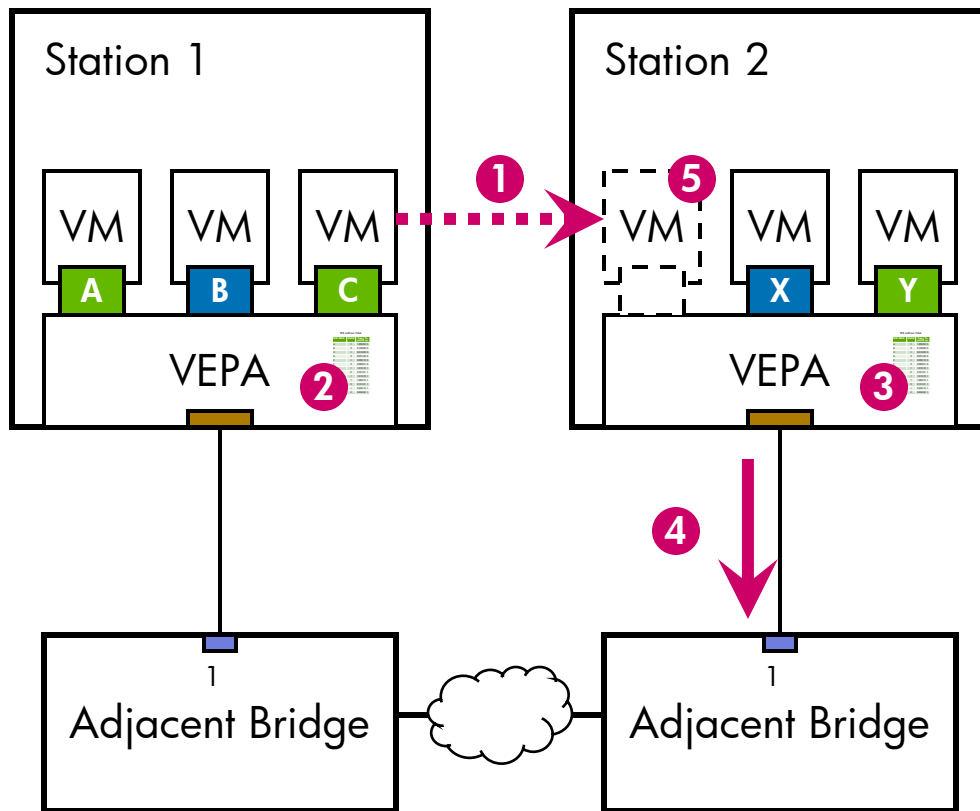 Station 1
Station 2
1
5
VM VM VM
VM VM VM
A B C
X Y
VEPA
2
VEPA
3
4
1
1
Adjacent Bridge
Adjacent Bridge